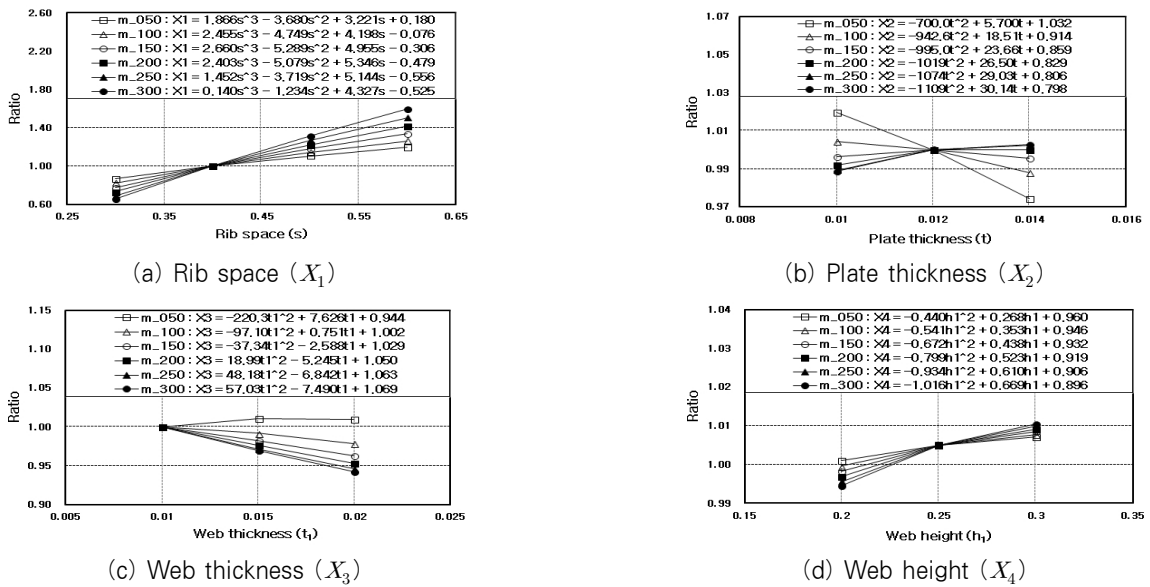 2.60
2.20
1.80
1.40
1.00
0.60
Ratio
m_050 : X1=1.866s^3 − 3.680s^2 + 3.221s + 0.180
m_100 : X1=2.455s^3 − 4.749s^2 + 4.198s − 0.076
m_150 : X1=2.660s^3 − 5.289s^2 + 4.955s − 0.306
m_200 : X1=2.403s^3 − 5.079s^2 + 5.346s − 0.479
m_250 : X1=1.452s^3 − 3.719s^2 + 5.144s − 0.556
m_300 : X1=0.140s^3 − 1.234s^2 + 4.327s − 0.525
0.25 0.35 0.45 0.55 0.65
Rib space (s)
(a) Rib space (X₁)
1.07
1.05
1.03
1.01
0.99
0.97
Ratio
m_050 : X2=−700.0t^2 + 5.700t + 1.032
m_100 : X2=−942.6t^2 + 18.51t + 0.914
m_150 : X2=−995.0t^2 + 23.66t + 0.859
m_200 : X2=−1019t^2 + 26.50t + 0.829
m_250 : X2=−1074t^2 + 29.03t + 0.806
m_300 : X2=−1109t^2 + 30.14t + 0.798
0.008 0.01 0.012 0.014 0.016
Plate thickness (t)
(b) Plate thickness (X₂)
1.15
1.10
1.05
1.00
0.95
0.90
Ratio
m_050 : X3=−220.3t1^2 + 7.626t1 + 0.944
m_100 : X3=−97.10t1^2 + 0.751t1 + 1.002
m_150 : X3=−37.34t1^2 − 2.588t1 + 1.029
m_200 : X3=18.99t1^2 − 5.245t1 + 1.050
m_250 : X3=48.18t1^2 − 6.842t1 + 1.063
m_300 : X3=57.03t1^2 − 7.490t1 + 1.069
0.005 0.01 0.015 0.02 0.025
Web thickness (t₁)
(c) Web thickness (X₃)
1.04
1.03
1.02
1.01
1.00
0.99
Ratio
m_050 : X4=−0.440h1^2 + 0.268h1 + 0.960
m_100 : X4=−0.541h1^2 + 0.353h1 + 0.946
m_150 : X4=−0.672h1^2 + 0.438h1 + 0.932
m_200 : X4=−0.799h1^2 + 0.523h1 + 0.919
m_250 : X4=−0.934h1^2 + 0.610h1 + 0.906
m_300 : X4=−1.016h1^2 + 0.669h1 + 0.896
0.15 0.2 0.25 0.3 0.35
Web height (h₁)
(d) Web height (X₄)